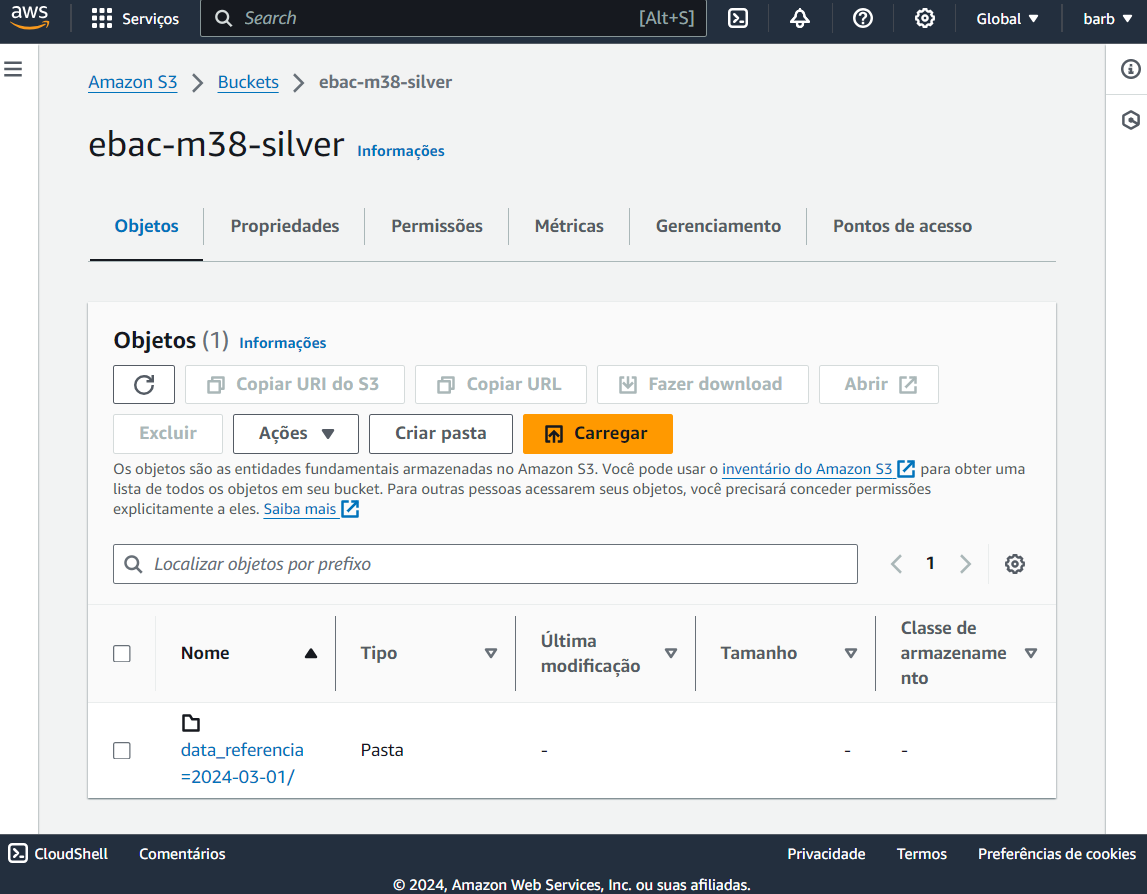 aws Serviços Search [Alt+S] Global barb
Amazon S3 Buckets ebac-m38-silver
ebac-m38-silver Informações
Objetos Propriedades Permissões Métricas Gerenciamento Pontos de acesso
Objetos (1) Informações
Copiar URI do S3 Copiar URL Fazer download Abrir
Excluir Ações Criar pasta Carregar
Os objetos são as entidades fundamentais armazenadas no Amazon S3. Você pode usar o inventário do Amazon S3 para obter uma
lista de todos os objetos em seu bucket. Para outras pessoas acessarem seus objetos, você precisará conceder permissões
explicitamente a eles. Saiba mais
Localizar objetos por prefixo 1
Nome Tipo Última modificação Tamanho Classe de armazename nto
data_referencia
=2024-03-01/ Pasta - - -
CloudShell Comentários Privacidade Termos Preferências de cookies
© 2024, Amazon Web Services, Inc. ou suas afiliadas.